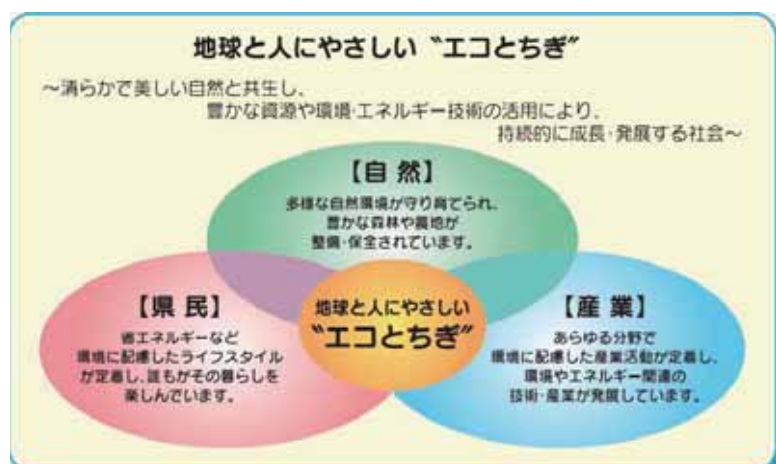 地球と人にやさしい〝エコとちぎ〟
～清らかで美しい自然と共生し、
豊かな資源や環境・エネルギー技術の活用により、
持続的に成長・発展する社会～
【自 然】
多様な自然環境が守り育てられ、
豊かな森林や農地が
整備・保全されています。
【県 民】
省エネルギーなど
環境に配慮したライフスタイル
が定着し、誰もがその暮らしを
楽しんでいます。
地球と人にやさしい
〝エコとちぎ〟
【産 業】
あらゆる分野で
環境に配慮した産業活動が定着し、
環境やエネルギー関連の
技術・産業が発展しています。